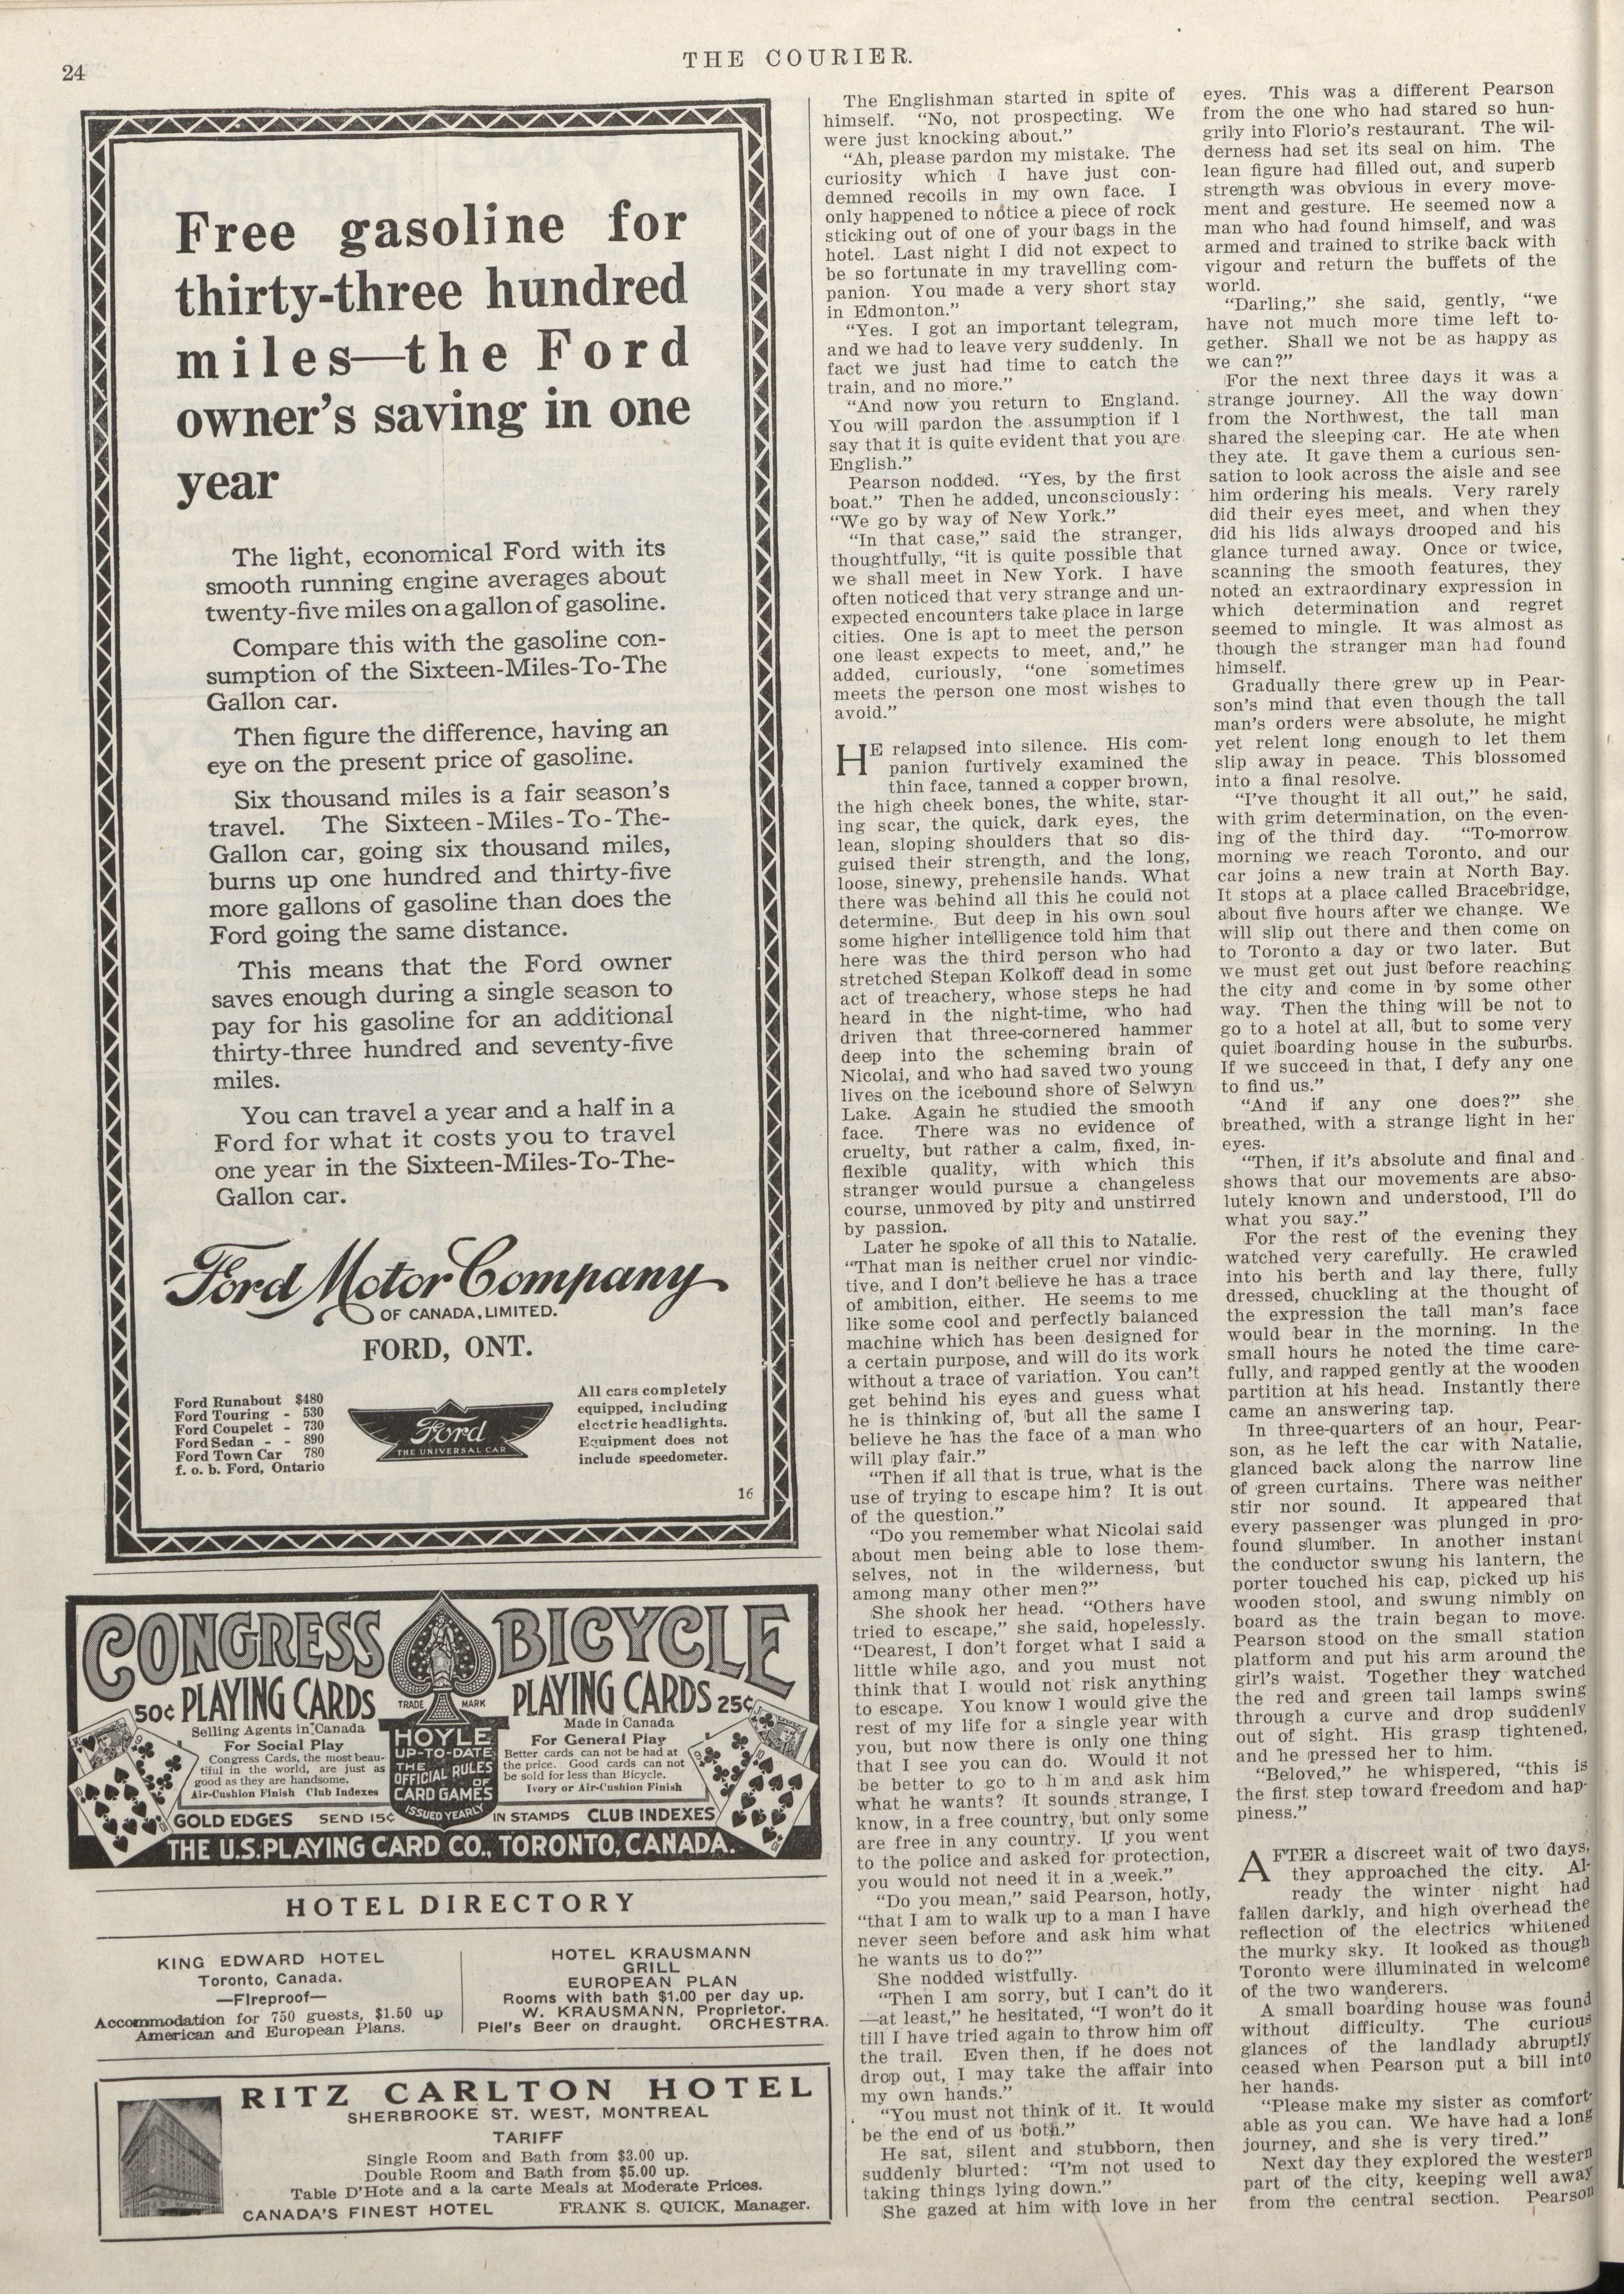 24
THE COURIER.
Free gasoline for
thirty-three hundred
miles—the Ford
owner's saving in one
year
The light, economical Ford with its
smooth running engine averages about
twenty-five miles on a gallon of gasoline.
Compare this with the gasoline con-
sumption of the Sixteen-Miles-To-The
Gallon car.
Then figure the difference, having an
eye on the present price of gasoline.
Six thousand miles is a fair season's
travel. The Sixteen-Miles-To-The-
Gallon car, going six thousand miles,
burns up one hundred and thirty-five
more gallons of gasoline than does the
Ford going the same distance.
This means that the Ford owner
saves enough during a single season to
pay for his gasoline for an additional
thirty-three hundred and seventy-five
miles.
You can travel a year and a half in a
Ford for what it costs you to travel
one year in the Sixteen-Miles-To-The-
Gallon car.
Ford Motor Company
OF CANADA, LIMITED.
FORD, ONT.
Ford Runabout $480
Ford Touring - 530
Ford Coupelet - 730
Ford Sedan - - 890
Ford Town Car 780
f. o. b. Ford, Ontario
Ford
THE UNIVERSAL CAR
All cars completely
equipped, including
electric headlights.
Equipment does not
include speedometer.
16
CONGRESS
50¢ PLAYING CARDS
Selling Agents in Canada
For Social Play
Congress Cards, the most beau-
tiful in the world, are just as
good as they are handsome.
Air-Cushion Finish Club Indexes
TRADE MARK
HOYLE
UP-TO-DATE
THE
OFFICIAL RULES
OF
CARD GAMES
ISSUED YEARLY
BICYCLE
PLAYING CARDS 25¢
Made in Canada
For General Play
Better cards can not be had at
the price. Good cards can not
be sold for less than Bicycle.
Ivory or Air-Cushion Finish
GOLD EDGES SEND 15¢ IN STAMPS CLUB INDEXES
THE U.S. PLAYING CARD CO., TORONTO, CANADA.
HOTEL DIRECTORY
KING EDWARD HOTEL
Toronto, Canada.
—Fireproof—
Accommodation for 750 guests, $1.50 up
American and European Plans.
HOTEL KRAUSMANN
GRILL
EUROPEAN PLAN
Rooms with bath $1.00 per day up.
W. KRAUSMANN, Proprietor.
Piel's Beer on draught. ORCHESTRA.
RITZ CARLTON HOTEL
SHERBROOKE ST. WEST, MONTREAL
TARIFF
Single Room and Bath from $3.00 up.
Double Room and Bath from $5.00 up.
Table D'Hote and a la carte Meals at Moderate Prices.
CANADA'S FINEST HOTEL FRANK S. QUICK, Manager.
The Englishman started in spite of
himself. "No, not prospecting. We
were just knocking about."
"Ah, please pardon my mistake. The
curiosity which I have just con-
demned recoils in my own face. I
only happened to notice a piece of rock
sticking out of one of your bags in the
hotel. Last night I did not expect to
be so fortunate in my travelling com-
panion. You made a very short stay
in Edmonton."
"Yes. I got an important telegram,
and we had to leave very suddenly. In
fact we just had time to catch the
train, and no more."
"And now you return to England.
You will pardon the assumption if I
say that it is quite evident that you are
English."
Pearson nodded. "Yes, by the first
boat." Then he added, unconsciously:
"We go by way of New York."
"In that case," said the stranger,
thoughtfully, "it is quite possible that
we shall meet in New York. I have
often noticed that very strange and un-
expected encounters take place in large
cities. One is apt to meet the person
one least expects to meet, and," he
added, curiously, "one sometimes
meets the person one most wishes to
avoid."
HE relapsed into silence. His com-
panion furtively examined the
thin face, tanned a copper brown,
the high cheek bones, the white, star-
ing scar, the quick, dark eyes, the
lean, sloping shoulders that so dis-
guised their strength, and the long,
loose, sinewy, prehensile hands. What
there was behind all this he could not
determine. But deep in his own soul
some higher intelligence told him that
here was the third person who had
stretched Stepan Kolkoff dead in some
act of treachery, whose steps he had
heard in the night-time, who had
driven that three-cornered hammer
deep into the scheming brain of
Nicolai, and who had saved two young
lives on the icebound shore of Selwyn
Lake. Again he studied the smooth
face. There was no evidence of
cruelty, but rather a calm, fixed, in-
flexible quality, with which this
stranger would pursue a changeless
course, unmoved by pity and unstirred
by passion.
Later he spoke of all this to Natalie.
"That man is neither cruel nor vindic-
tive, and I don't believe he has a trace
of ambition, either. He seems to me
like some cool and perfectly balanced
machine which has been designed for
a certain purpose, and will do its work
without a trace of variation. You can't
get behind his eyes and guess what
he is thinking of, but all the same I
believe he has the face of a man who
will play fair."
"Then if all that is true, what is the
use of trying to escape him? It is out
of the question."
"Do you remember what Nicolai said
about men being able to lose them-
selves, not in the wilderness, but
among many other men?"
She shook her head. "Others have
tried to escape," she said, hopelessly.
"Dearest, I don't forget what I said a
little while ago, and you must not
think that I would not risk anything
to escape. You know I would give the
rest of my life for a single year with
you, but now there is only one thing
that I see you can do. Would it not
be better to go to h m and ask him
what he wants? It sounds strange, I
know, in a free country, but only some
are free in any country. If you went
to the police and asked for protection,
you would not need it in a week."
"Do you mean," said Pearson, hotly,
"that I am to walk up to a man I have
never seen before and ask him what
he wants us to do?"
She nodded wistfully.
"Then I am sorry, but I can't do it
—at least," he hesitated, "I won't do it
till I have tried again to throw him off
the trail. Even then, if he does not
drop out, I may take the affair into
my own hands."
"You must not think of it. It would
be the end of us both."
He sat, silent and stubborn, then
suddenly blurted: "I'm not used to
taking things lying down."
She gazed at him with love in her
eyes. This was a different Pearson
from the one who had stared so hun-
grily into Florio's restaurant. The wil-
derness had set its seal on him. The
lean figure had filled out, and superb
strength was obvious in every move-
ment and gesture. He seemed now a
man who had found himself, and was
armed and trained to strike back with
vigour and return the buffets of the
world.
"Darling," she said, gently, "we
have not much more time left to-
gether. Shall we not be as happy as
we can?"
For the next three days it was a
strange journey. All the way down
from the Northwest, the tall man
shared the sleeping car. He ate when
they ate. It gave them a curious sen-
sation to look across the aisle and see
him ordering his meals. Very rarely
did their eyes meet, and when they
did his lids always drooped and his
glance turned away. Once or twice,
scanning the smooth features, they
noted an extraordinary expression in
which determination and regret
seemed to mingle. It was almost as
though the stranger man had found
himself.
Gradually there grew up in Pear-
son's mind that even though the tall
man's orders were absolute, he might
yet relent long enough to let them
slip away in peace. This blossomed
into a final resolve.
"I've thought it all out," he said,
with grim determination, on the even-
ing of the third day. "To-morrow
morning we reach Toronto, and our
car joins a new train at North Bay.
It stops at a place called Bracebridge,
about five hours after we change. We
will slip out there and then come on
to Toronto a day or two later. But
we must get out just before reaching
the city and come in by some other
way. Then the thing will be not to
go to a hotel at all, but to some very
quiet boarding house in the suburbs.
If we succeed in that, I defy any one
to find us."
"And if any one does?" she
breathed, with a strange light in her
eyes.
"Then, if it's absolute and final and
shows that our movements are abso-
lutely known and understood, I'll do
what you say."
For the rest of the evening they
watched very carefully. He crawled
into his berth and lay there, fully
dressed, chuckling at the thought of
the expression the tall man's face
would bear in the morning. In the
small hours he noted the time care-
fully, and rapped gently at the wooden
partition at his head. Instantly there
came an answering tap.
In three-quarters of an hour, Pear-
son, as he left the car with Natalie,
glanced back along the narrow line
of green curtains. There was neither
stir nor sound. It appeared that
every passenger was plunged in pro-
found slumber. In another instant
the conductor swung his lantern, the
porter touched his cap, picked up his
wooden stool, and swung nimbly on
board as the train began to move.
Pearson stood on the small station
platform and put his arm around the
girl's waist. Together they watched
the red and green tail lamps swing
through a curve and drop suddenly
out of sight. His grasp tightened,
and he pressed her to him.
"Beloved," he whispered, "this is
the first step toward freedom and hap-
piness."
AFTER a discreet wait of two days,
they approached the city. Al-
ready the winter night had
fallen darkly, and high overhead the
reflection of the electrics whitened
the murky sky. It looked as though
Toronto were illuminated in welcome
of the two wanderers.
A small boarding house was found
without difficulty. The curious
glances of the landlady abruptly
ceased when Pearson put a bill into
her hands.
"Please make my sister as comfort-
able as you can. We have had a long
journey, and she is very tired."
Next day they explored the western
part of the city, keeping well away
from the central section. Pearson